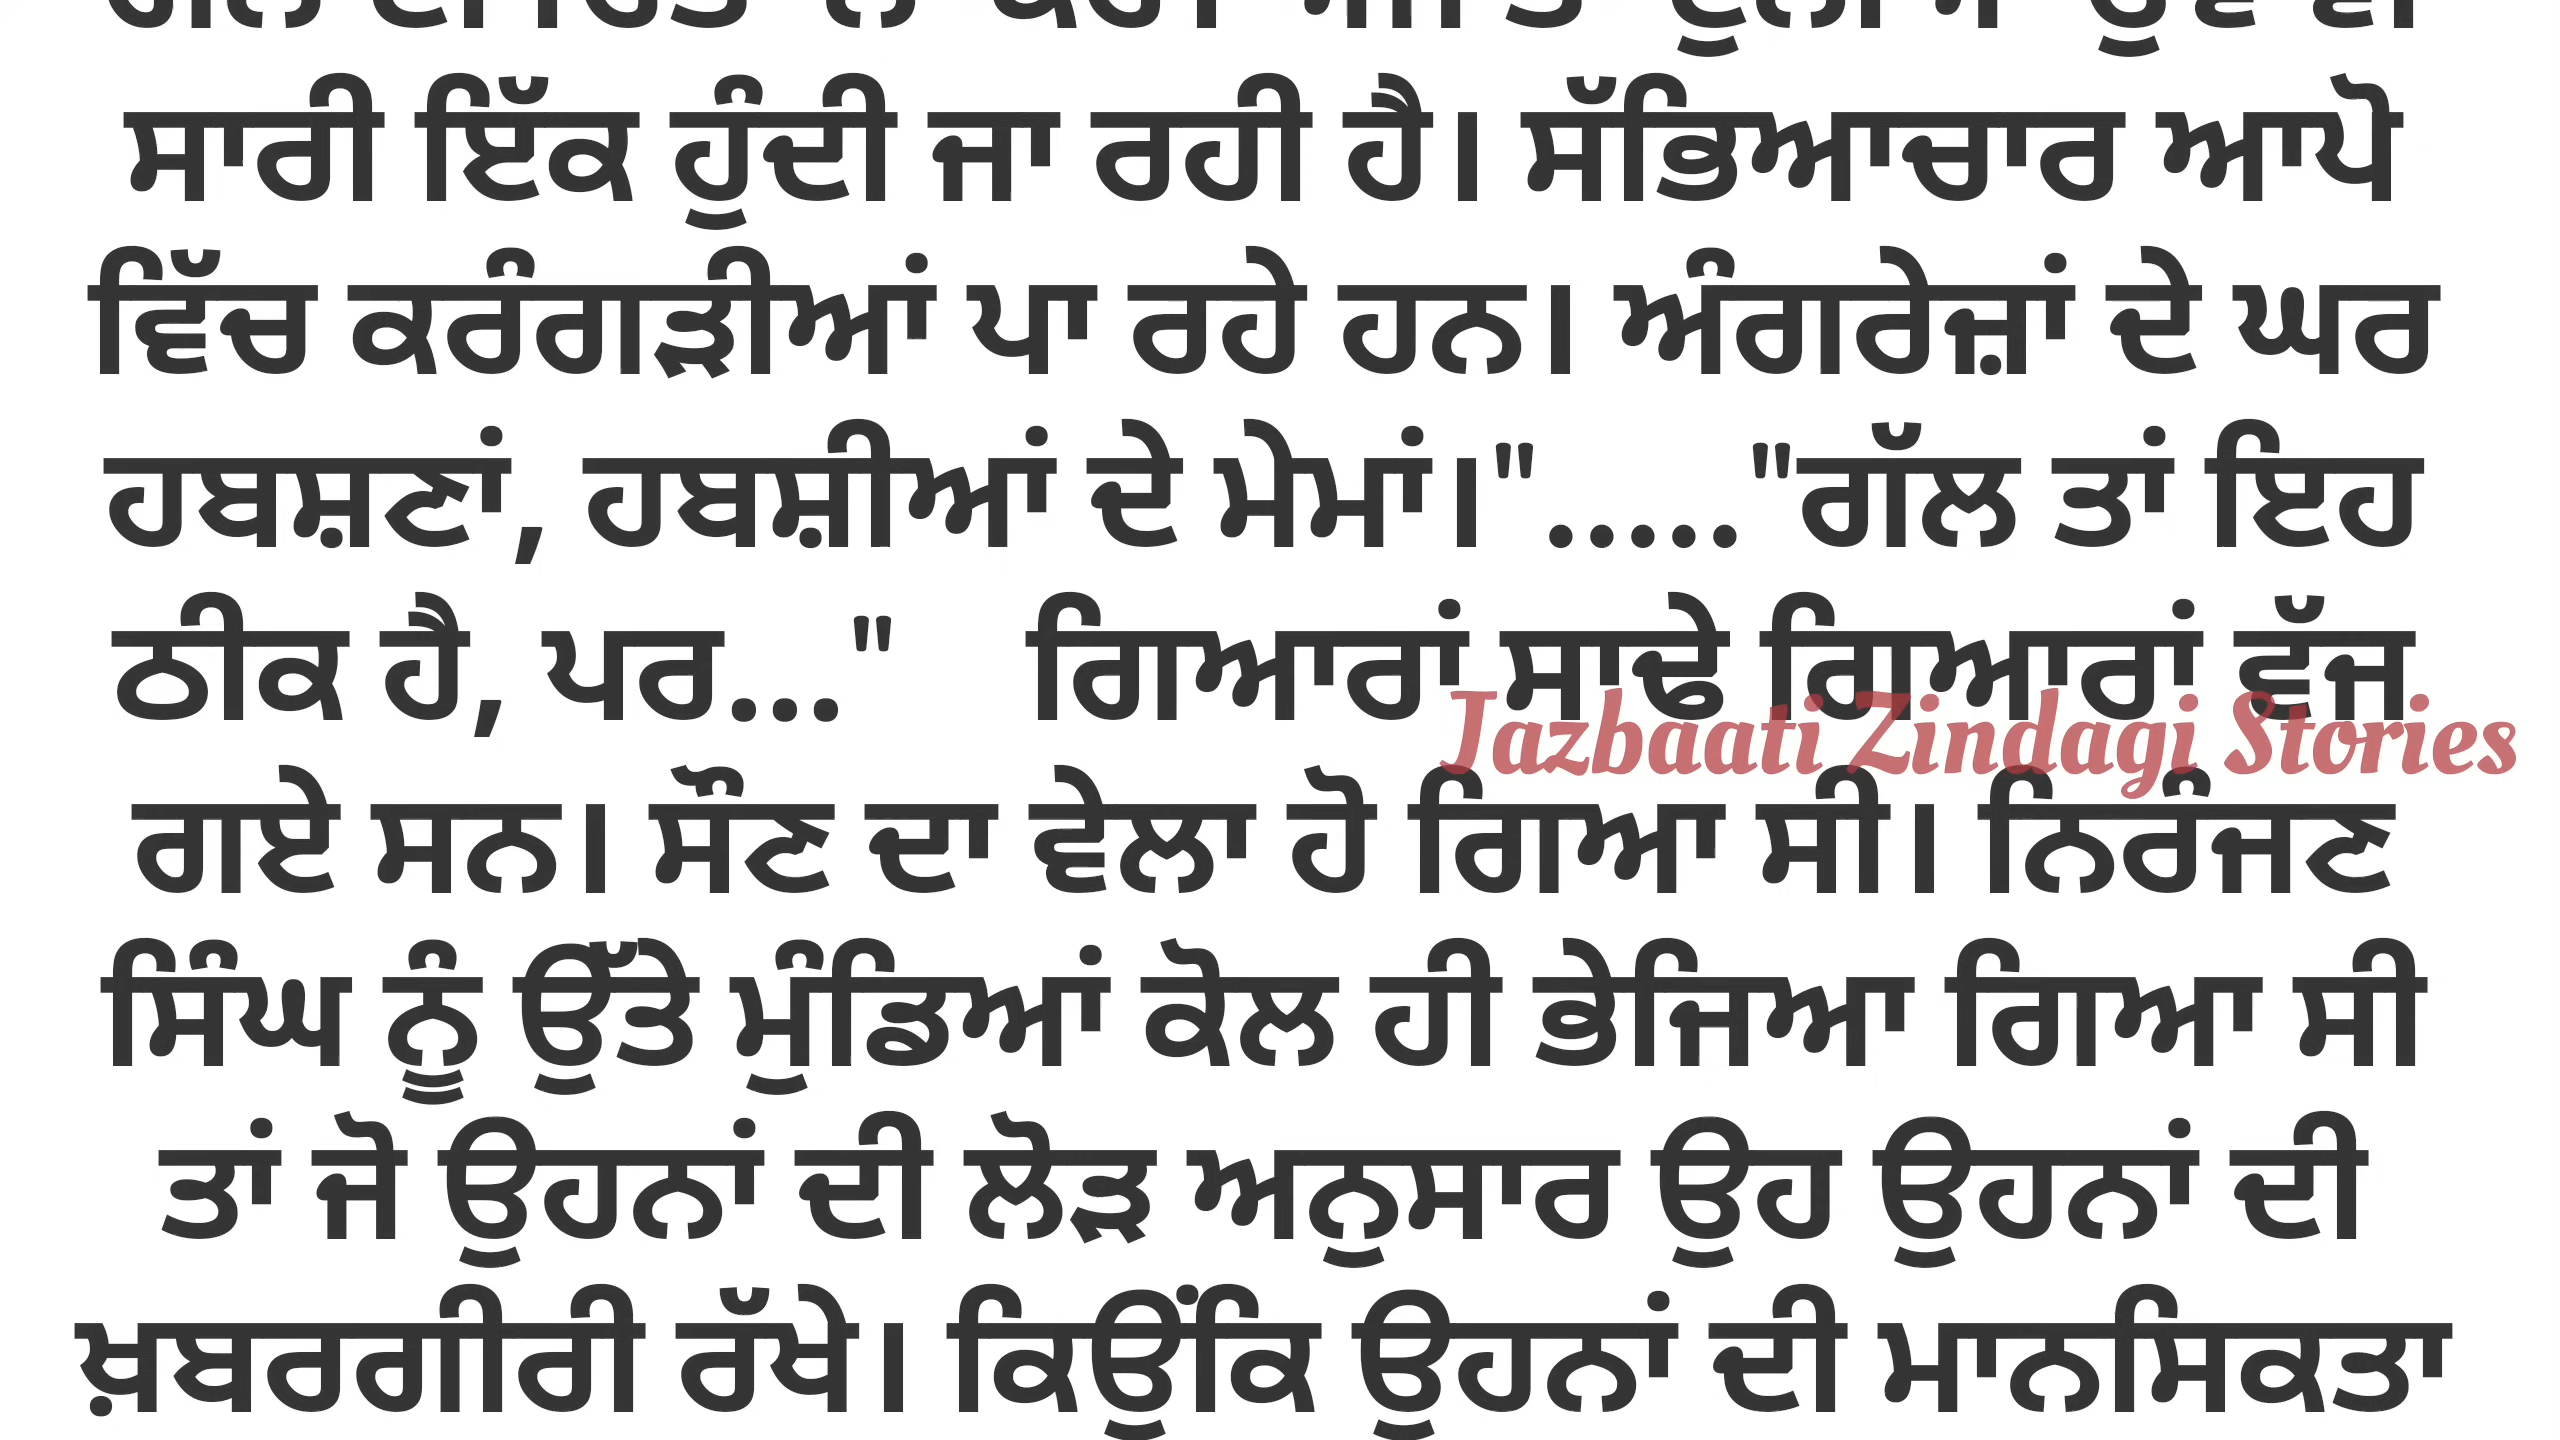 ਸਾਰੀ ਇੱਕ ਹੁੰਦੀ ਜਾ ਰਹੀ ਹੈ। ਸੱਭਿਆਚਾਰ ਆਪੋ
ਵਿੱਚ ਕਰੰਗੜੀਆਂ ਪਾ ਰਹੇ ਹਨ। ਅੰਗਰੇਜ਼ਾਂ ਦੇ ਘਰ
ਹਬਸ਼ਣਾਂ, ਹਬਸ਼ੀਆਂ ਦੇ ਮੇਮਾਂ।"....."ਗੱਲ ਤਾਂ ਇਹ
ਠੀਕ ਹੈ, ਪਰ..." ਗਿਆਰਾਂ ਸਾਢੇ ਗਿਆਰਾਂ ਵੱਜ
Jazbaati Zindagi Stories
ਗਏ ਸਨ। ਸੌਣ ਦਾ ਵੇਲਾ ਹੋ ਗਿਆ ਸੀ। ਨਿਰੰਜਣ
ਸਿੰਘ ਨੂੰ ਉੱਤੇ ਮੁੰਡਿਆਂ ਕੋਲ ਹੀ ਭੇਜਿਆ ਗਿਆ ਸੀ
ਤਾਂ ਜੋ ਉਹਨਾਂ ਦੀ ਲੋੜ ਅਨੁਸਾਰ ਉਹ ਉਹਨਾਂ ਦੀ
ਖ਼ਬਰਗੀਰੀ ਰੱਖੇ। ਕਿਉਂਕਿ ਉਹਨਾਂ ਦੀ ਮਾਨਸਿਕਤਾ